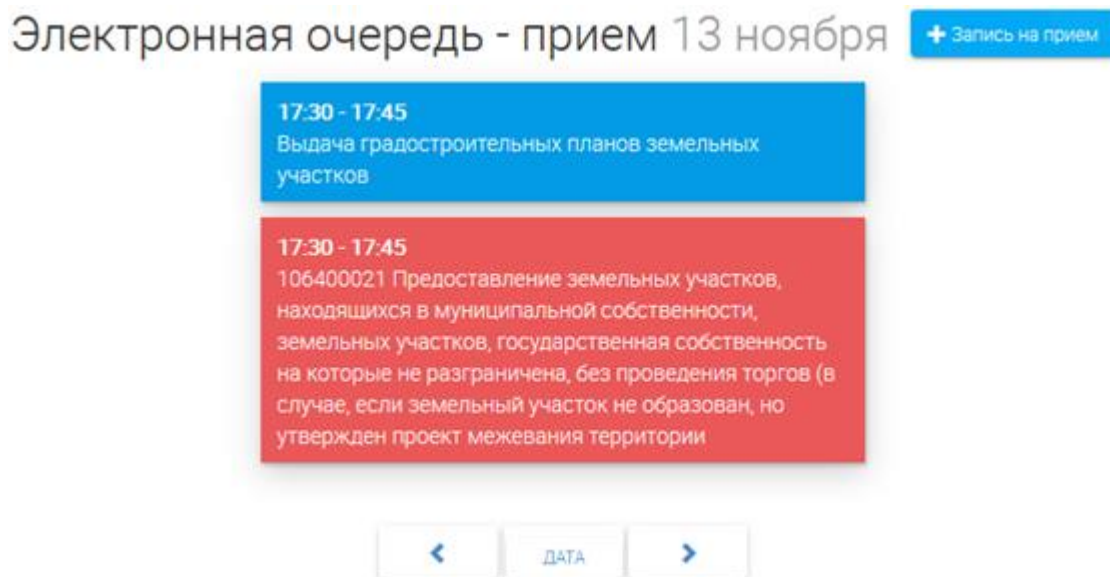 Электронная очередь - прием 13 ноября + Запись на прием
17:30 - 17:45
Выдача градостроительных планов земельных
участков
17:30 - 17:45
106400021 Предоставление земельных участков,
находящихся в муниципальной собственности,
земельных участков, государственная собственность
на которые не разграничена, без проведения торгов (в
случае, если земельный участок не образован, но
утвержден проект межевания территории
ДАТА